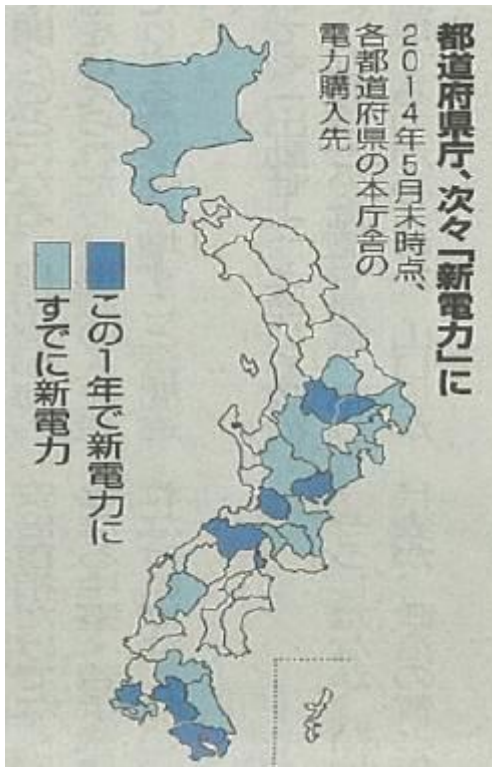 都道府県庁、次々「新電力」に
2014年5月末時点、
各都道府県の本庁舎の
電力購入先
この1年で新電力に
すでに新電力